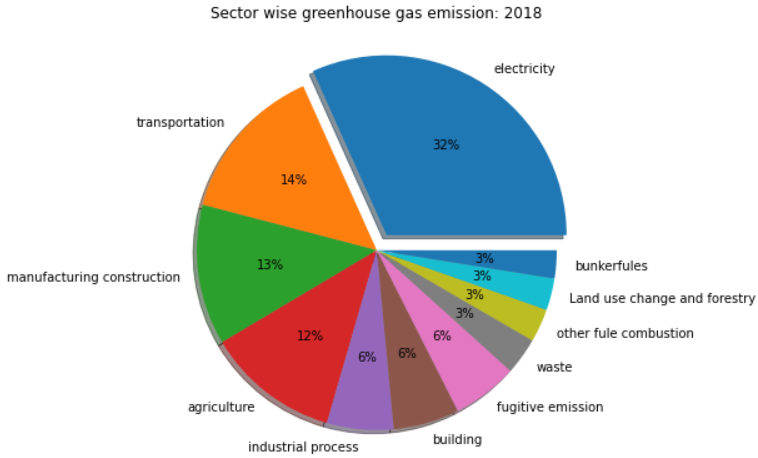 Sector wise greenhouse gas emission: 2018
electricity
32%
transportation
14%
manufacturing construction
13%
agriculture
12%
industrial process
6%
building
6%
fugitive emission
6%
waste
3%
other fule combustion
3%
Land use change and forestry
3%
bunkerfules
3%